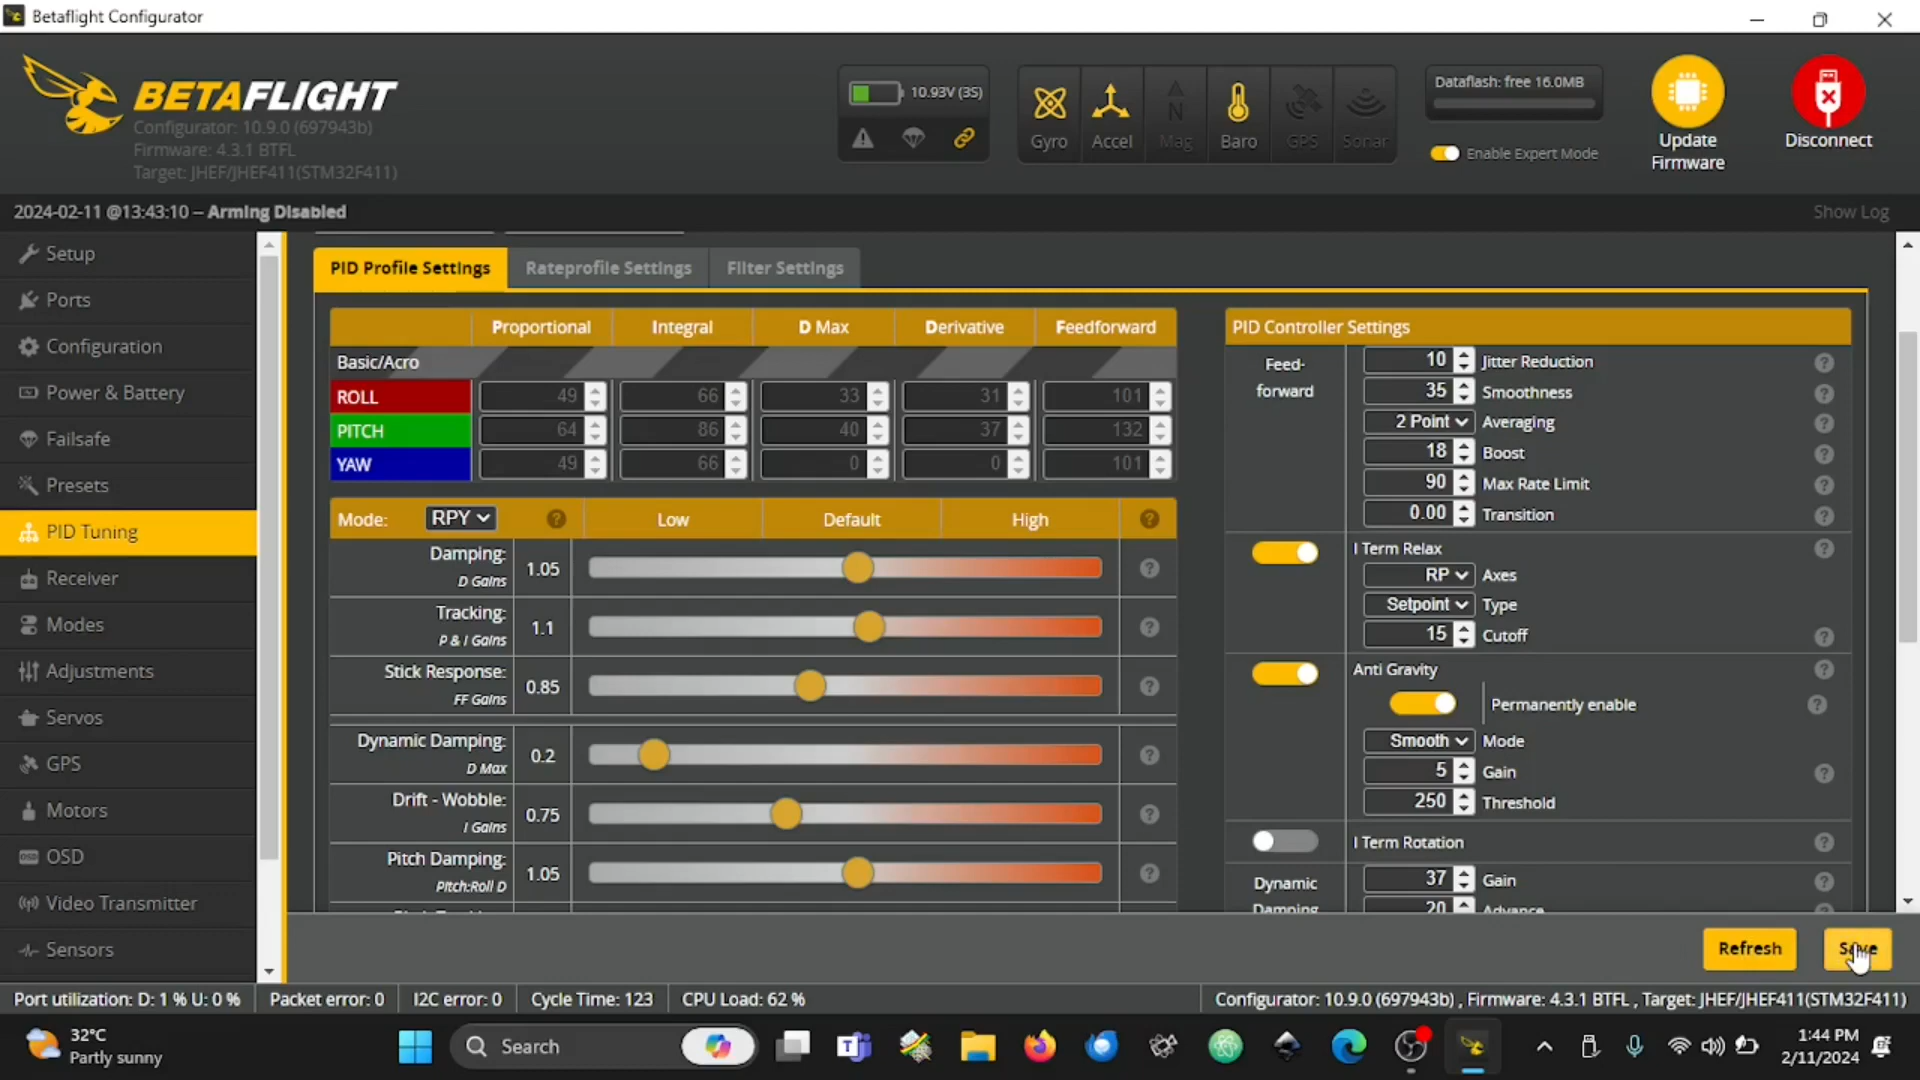 Betaflight Configurator
BETAFLIGHT
Configurator: 10.9.0 (697943b)
Firmware: 4.3.1 BTFL
Target: JHEF/JHEF411(STM32F411)
10.93V (3S)
Gyro
Accel
Mag
Baro
GPS
Sonar
Dataflash: free 16.0MB
Enable Expert Mode
Update Firmware
Disconnect
2024-02-11 @13:43:10 – Arming Disabled
Show Log
Setup
Ports
Configuration
Power & Battery
Failsafe
Presets
PID Tuning
Receiver
Modes
Adjustments
Servos
GPS
Motors
OSD
Video Transmitter
Sensors
PID Profile Settings
Rateprofile Settings
Filter Settings
Proportional Integral D Max Derivative Feedforward
Basic/Acro
ROLL 49 66 33 31 101
PITCH 64 86 40 37 132
YAW 49 66 0 0 101
Mode: RPY Low Default High
Damping:
D Gains
1.05
Tracking:
P & I Gains
1.1
Stick Response:
FF Gains
0.85
Dynamic Damping:
D Max
0.2
Drift - Wobble:
I Gains
0.75
Pitch Damping:
Pitch:Roll D
1.05
PID Controller Settings
Feed-
forward
10 Jitter Reduction
35 Smoothness
2 Point Averaging
18 Boost
90 Max Rate Limit
0.00 Transition
I Term Relax
RP Axes
Setpoint Type
15 Cutoff
Anti Gravity
Permanently enable
Smooth Mode
5 Gain
250 Threshold
I Term Rotation
Dynamic
Damping
37 Gain
20 Advance
Refresh
Save
Port utilization: D: 1 % U: 0 %
Packet error: 0
I2C error: 0
Cycle Time: 123
CPU Load: 62 %
Configurator: 10.9.0 (697943b) , Firmware: 4.3.1 BTFL , Target: JHEF/JHEF411(STM32F411)
32°C
Partly sunny
Search
1:44 PM
2/11/2024